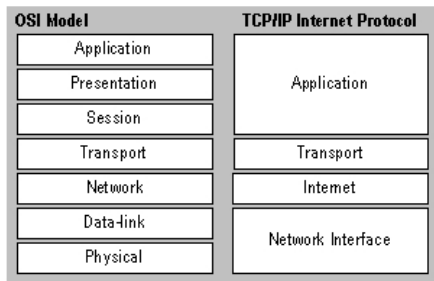 OSI Model
Application
Presentation
Session
Transport
Network
Data-link
Physical
TCP/IP Internet Protocol
Application
Transport
Internet
Network Interface